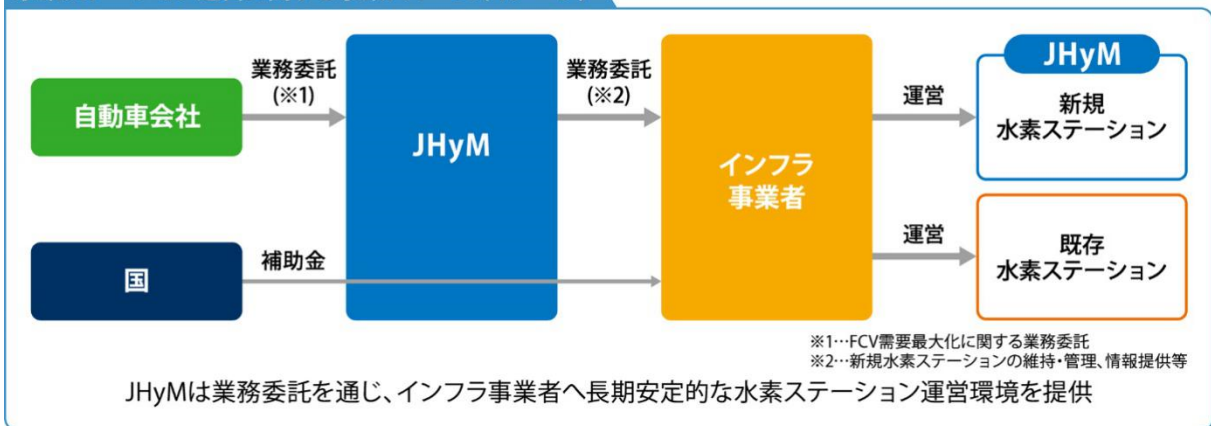 自動車会社
業務委託
(※1)
JHyM
業務委託
(※2)
インフラ
事業者
運営
JHyM
新規
水素ステーション
国
補助金
運営
既存
水素ステーション
※1…FCV需要最大化に関する業務委託
※2…新規水素ステーションの維持・管理、情報提供等
JHyMは業務委託を通じ、インフラ事業者へ長期安定的な水素ステーション運営環境を提供